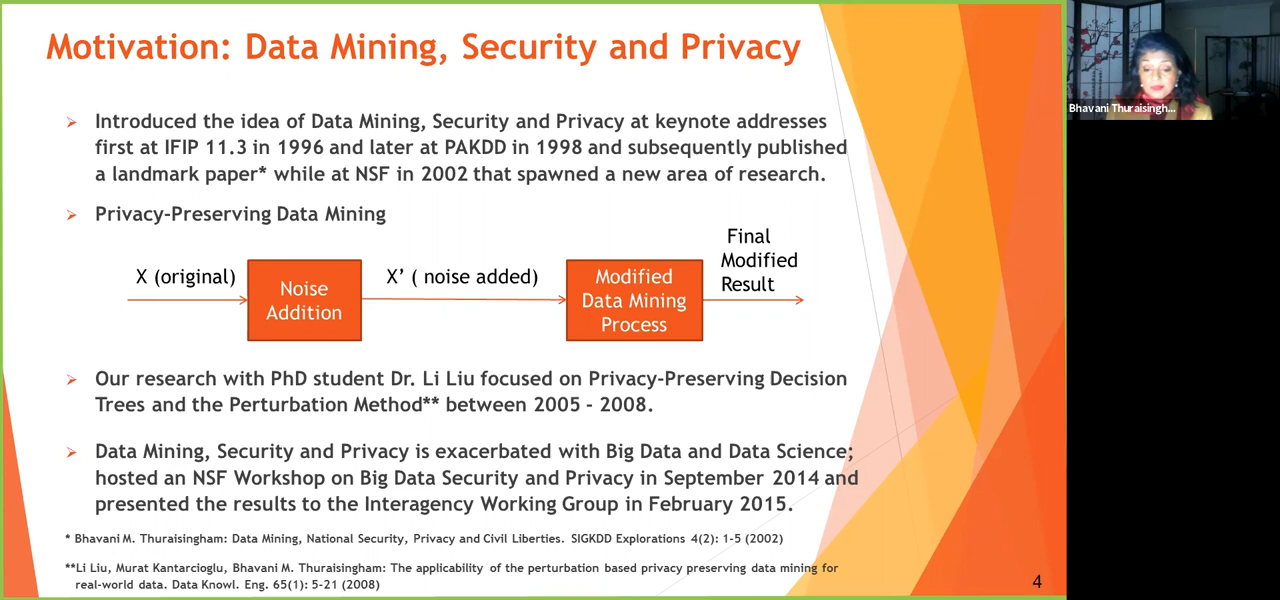 Motivation: Data Mining, Security and Privacy
Introduced the idea of Data Mining, Security and Privacy at keynote addresses
first at IFIP 11.3 in 1996 and later at PAKDD in 1998 and subsequently published
a landmark paper* while at NSF in 2002 that spawned a new area of research.
Privacy-Preserving Data Mining
X (original)
Noise
Addition
X’ ( noise added)
Modified
Data Mining
Process
Final
Modified
Result
Our research with PhD student Dr. Li Liu focused on Privacy-Preserving Decision
Trees and the Perturbation Method** between 2005 - 2008.
Data Mining, Security and Privacy is exacerbated with Big Data and Data Science;
hosted an NSF Workshop on Big Data Security and Privacy in September 2014 and
presented the results to the Interagency Working Group in February 2015.
* Bhavani M. Thuraisingham: Data Mining, National Security, Privacy and Civil Liberties. SIGKDD Explorations 4(2): 1-5 (2002)
**Li Liu, Murat Kantarcioglu, Bhavani M. Thuraisingham: The applicability of the perturbation based privacy preserving data mining for
real-world data. Data Knowl. Eng. 65(1): 5-21 (2008)
4
Bhavani Thuraisingh...